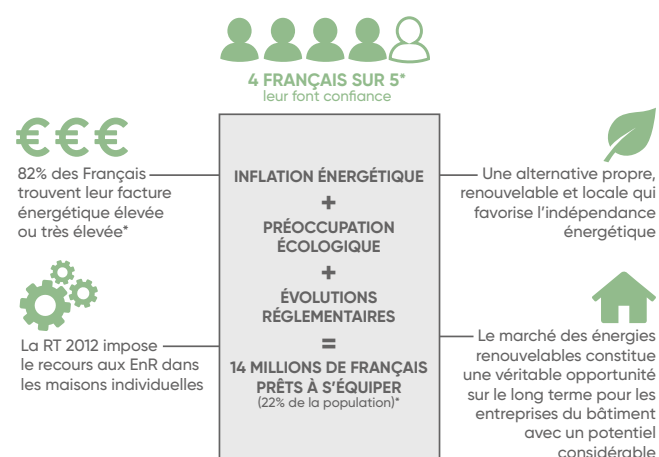 4 FRANÇAIS SUR 5*
leur font confiance
€€€
82% des Français
trouvent leur facture
énergétique élevée
ou très élevée*
La RT 2012 impose
le recours aux EnR dans
les maisons individuelles
INFLATION ÉNERGÉTIQUE
+
PRÉOCCUPATION
ÉCOLOGIQUE
+
ÉVOLUTIONS
RÉGLEMENTAIRES
=
14 MILLIONS DE FRANÇAIS
PRÊTS À S'ÉQUIPER
(22% de la population)*
Une alternative propre,
renouvelable et locale qui
favorise l'indépendance
énergétique
Le marché des énergies
renouvelables constitue
une véritable opportunité
sur le long terme pour les
entreprises du bâtiment
avec un potentiel
considérable